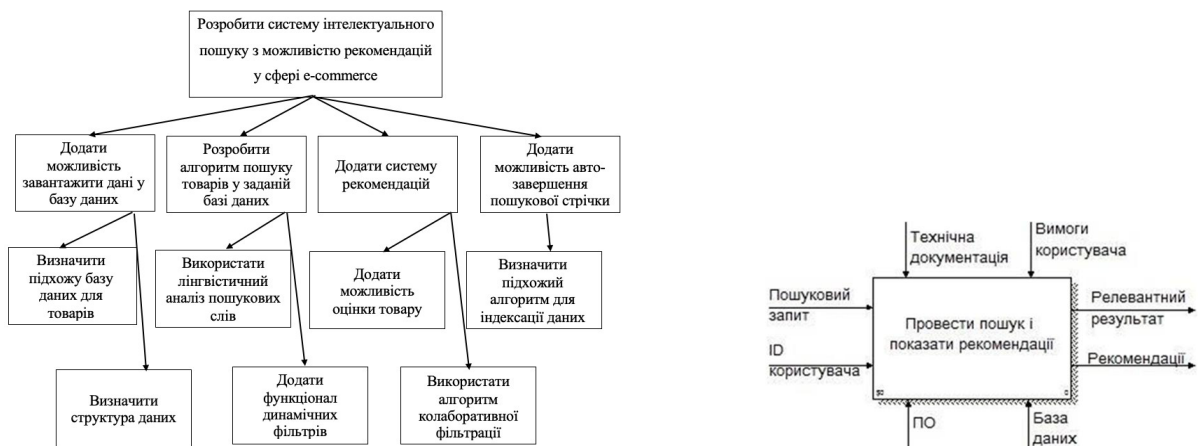 Розробити систему інтелектуального
пошуку з можливістю рекомендацій
у сфері e-commerce
Додати
можливість
завантажити дані у
базу даних
Розробити
алгоритм пошуку
товарів у заданій
базі даних
Додати систему
рекомендацій
Додати
можливість авто-
завершення
пошукової стрічки
Визначити
підхожу базу
даних для
товарів
Використати
лінгвістичний
аналіз пошукових
слів
Додати
можливість
оцінки товару
Визначити
підхожий
алгоритм для
індексації даних
Визначити
структура даних
Додати
функціонал
динамічних
фільтрів
Використати
алгоритм
колаборативної
фільтрації
Технічна
документація
Вимоги
користувача
Пошуковий
запит
ID
користувача
Провести пошук і
показати рекомендації
Релевантний
результат
Рекомендації
ПО
База
даних